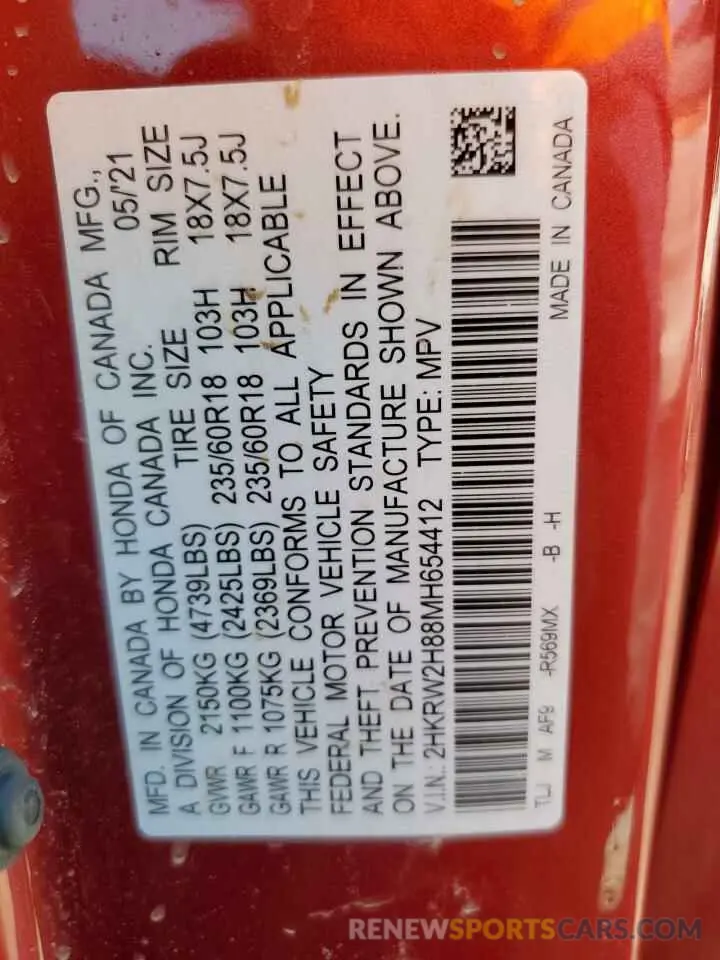 MFD. IN CANADA BY HONDA OF CANADA MFG.,
A DIVISION OF HONDA CANADA INC. 05/'21
TIRE SIZE RIM SIZE
GVWR 2150KG (4739LBS)
GAWR F 1100KG (2425LBS) 235/60R18 103H 18X7.5J
GAWR R 1075KG (2369LBS) 235/60R18 103H 18X7.5J
THIS VEHICLE CONFORMS TO ALL APPLICABLE
FEDERAL MOTOR VEHICLE SAFETY
AND THEFT PREVENTION STANDARDS IN EFFECT
ON THE DATE OF MANUFACTURE SHOWN ABOVE.
V.I.N: 2HKRW2H88MH654412 TYPE: MPV
TLJ M AF9 -R569MX -B -H MADE IN CANADA
RENEWSPORTSCARS.COM